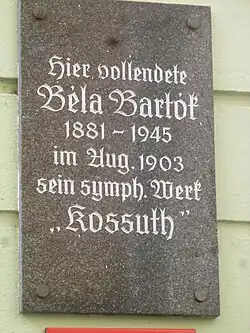 Hier vollendete
Béla Bartók
1881 - 1945
im Aug. 1903
sein symph. Werk
„Kossuth"